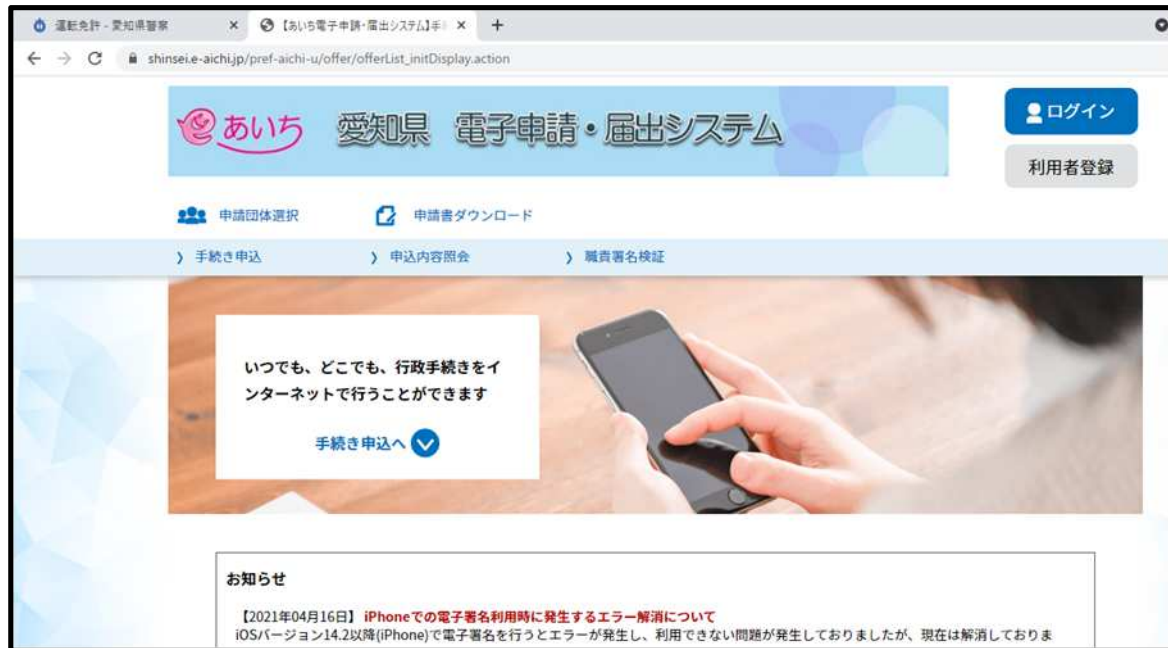 運転免許 - 愛知県警察
【あいち電子申請・届出システム】手
shinsei.e-aichi.jp/pref-aichi-u/offer/offerList_initDisplay.action
あいち 愛知県 電子申請・届出システム
ログイン
利用者登録
申請団体選択 申請書ダウンロード
手続き申込 申込内容照会 職責署名検証
いつでも、どこでも、行政手続きをイ
ンターネットで行うことができます
手続き申込へ
お知らせ
【2021年04月16日】 iPhoneでの電子署名利用時に発生するエラー解消について
iOSバージョン14.2以降(iPhone)で電子署名を行うとエラーが発生し、利用できない問題が発生しておりましたが、現在は解消しておりま